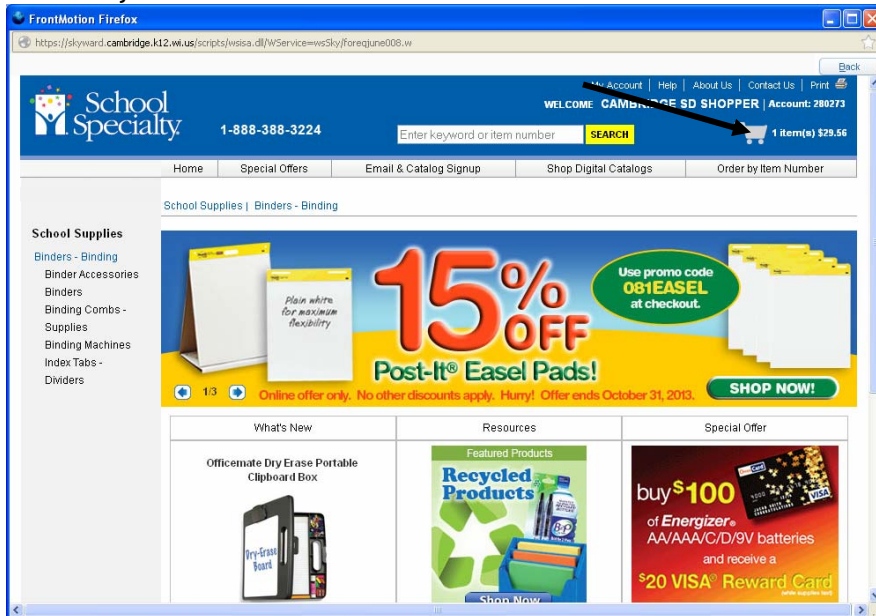 FrontMotion Firefox
https://skyward.cambridge.k12.wi.us/scripts/wsisa.dll/WService=wsSky/foreqjune008.w
Back
My Account | Help | About Us | Contact Us | Print
School Specialty.
WELCOME CAMBRIDGE SD SHOPPER | Account: 280273
1-888-388-3224
Enter keyword or item number
SEARCH
1 item(s) $29.56
Home
Special Offers
Email & Catalog Signup
Shop Digital Catalogs
Order by Item Number
School Supplies | Binders - Binding
School Supplies
Binders - Binding
Binder Accessories
Binders
Binding Combs -
Supplies
Binding Machines
Index Tabs -
Dividers
Plain white
for maximum
flexibility
15% OFF
Post-It® Easel Pads!
Use promo code
081EASEL
at checkout.
1/3
Online offer only. No other discounts apply. Hurry! Offer ends October 31, 2013.
SHOP NOW!
What's New
Resources
Special Offer
Officemate Dry Erase Portable
Clipboard Box
Dry-Erase
Board
Featured Products
Recycled
Products
Shop Now
buy $100
of Energizer®
AA/AAA/C/D/9V batteries
and receive a
$20 VISA® Reward Card
(while supplies last)
VISA